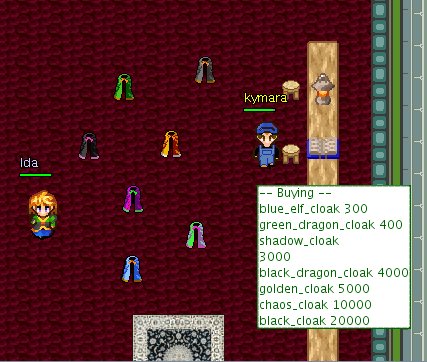 kymara
Ida
-- Buying --
blue_elf_cloak 300
green_dragon_cloak 400
shadow_cloak
3000
black_dragon_cloak 4000
golden_cloak 5000
chaos_cloak 10000
black_cloak 20000